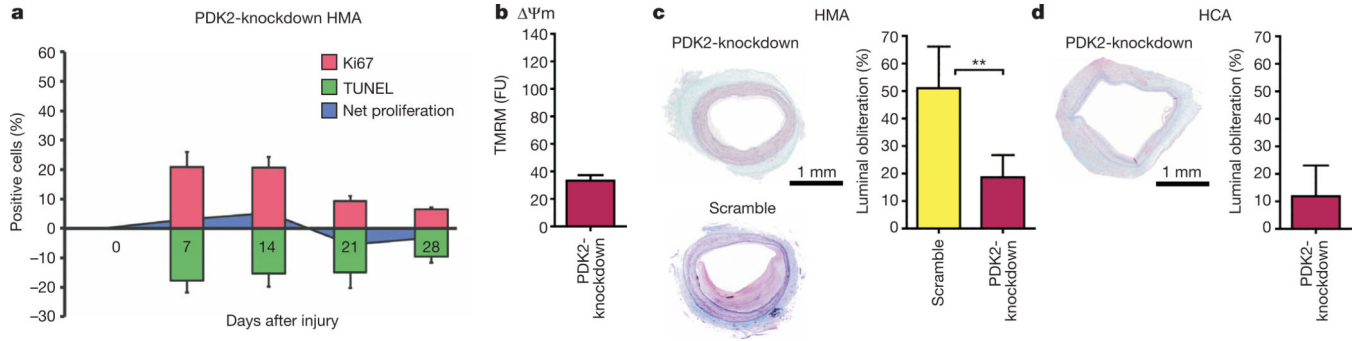 a
PDK2-knockdown HMA
60
50
40
30
20
10
0
–10
–20
–30
Positive cells (%)
Ki67
TUNEL
Net proliferation
0
7
14
21
28
Days after injury
b
ΔΨm
140
120
100
80
60
40
20
0
TMRM (FU)
PDK2-
knockdown
c
HMA
PDK2-knockdown
1 mm
Scramble
70
60
50
40
30
20
10
0
Luminal obliteration (%)
**
Scramble
PDK2-
knockdown
d
HCA
PDK2-knockdown
1 mm
70
60
50
40
30
20
10
0
Luminal obliteration (%)
PDK2-
knockdown